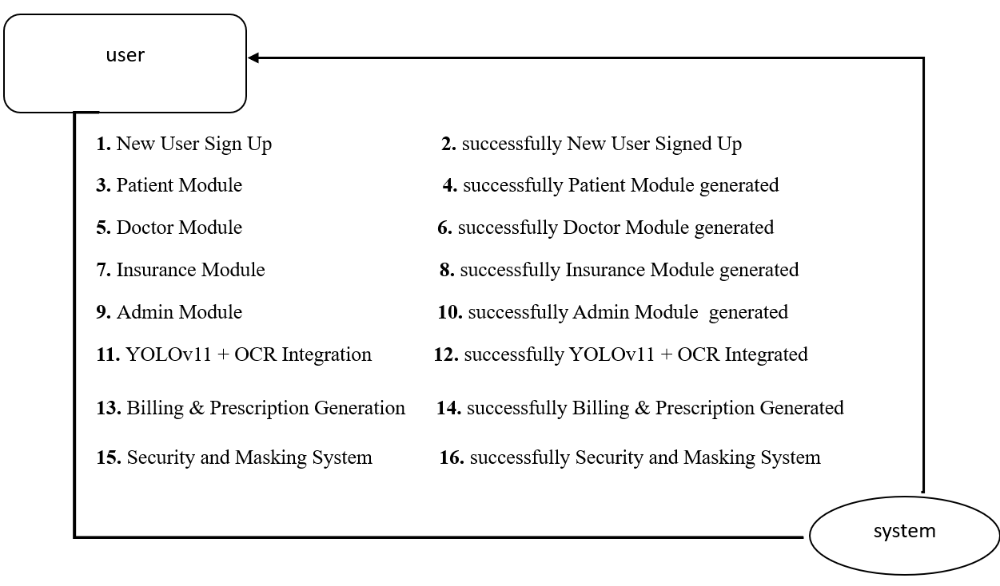 user
1. New User Sign Up 2. successfully New User Signed Up
3. Patient Module 4. successfully Patient Module generated
5. Doctor Module 6. successfully Doctor Module generated
7. Insurance Module 8. successfully Insurance Module generated
9. Admin Module 10. successfully Admin Module generated
11. YOLOv11 + OCR Integration 12. successfully YOLOv11 + OCR Integrated
13. Billing & Prescription Generation 14. successfully Billing & Prescription Generated
15. Security and Masking System 16. successfully Security and Masking System
system